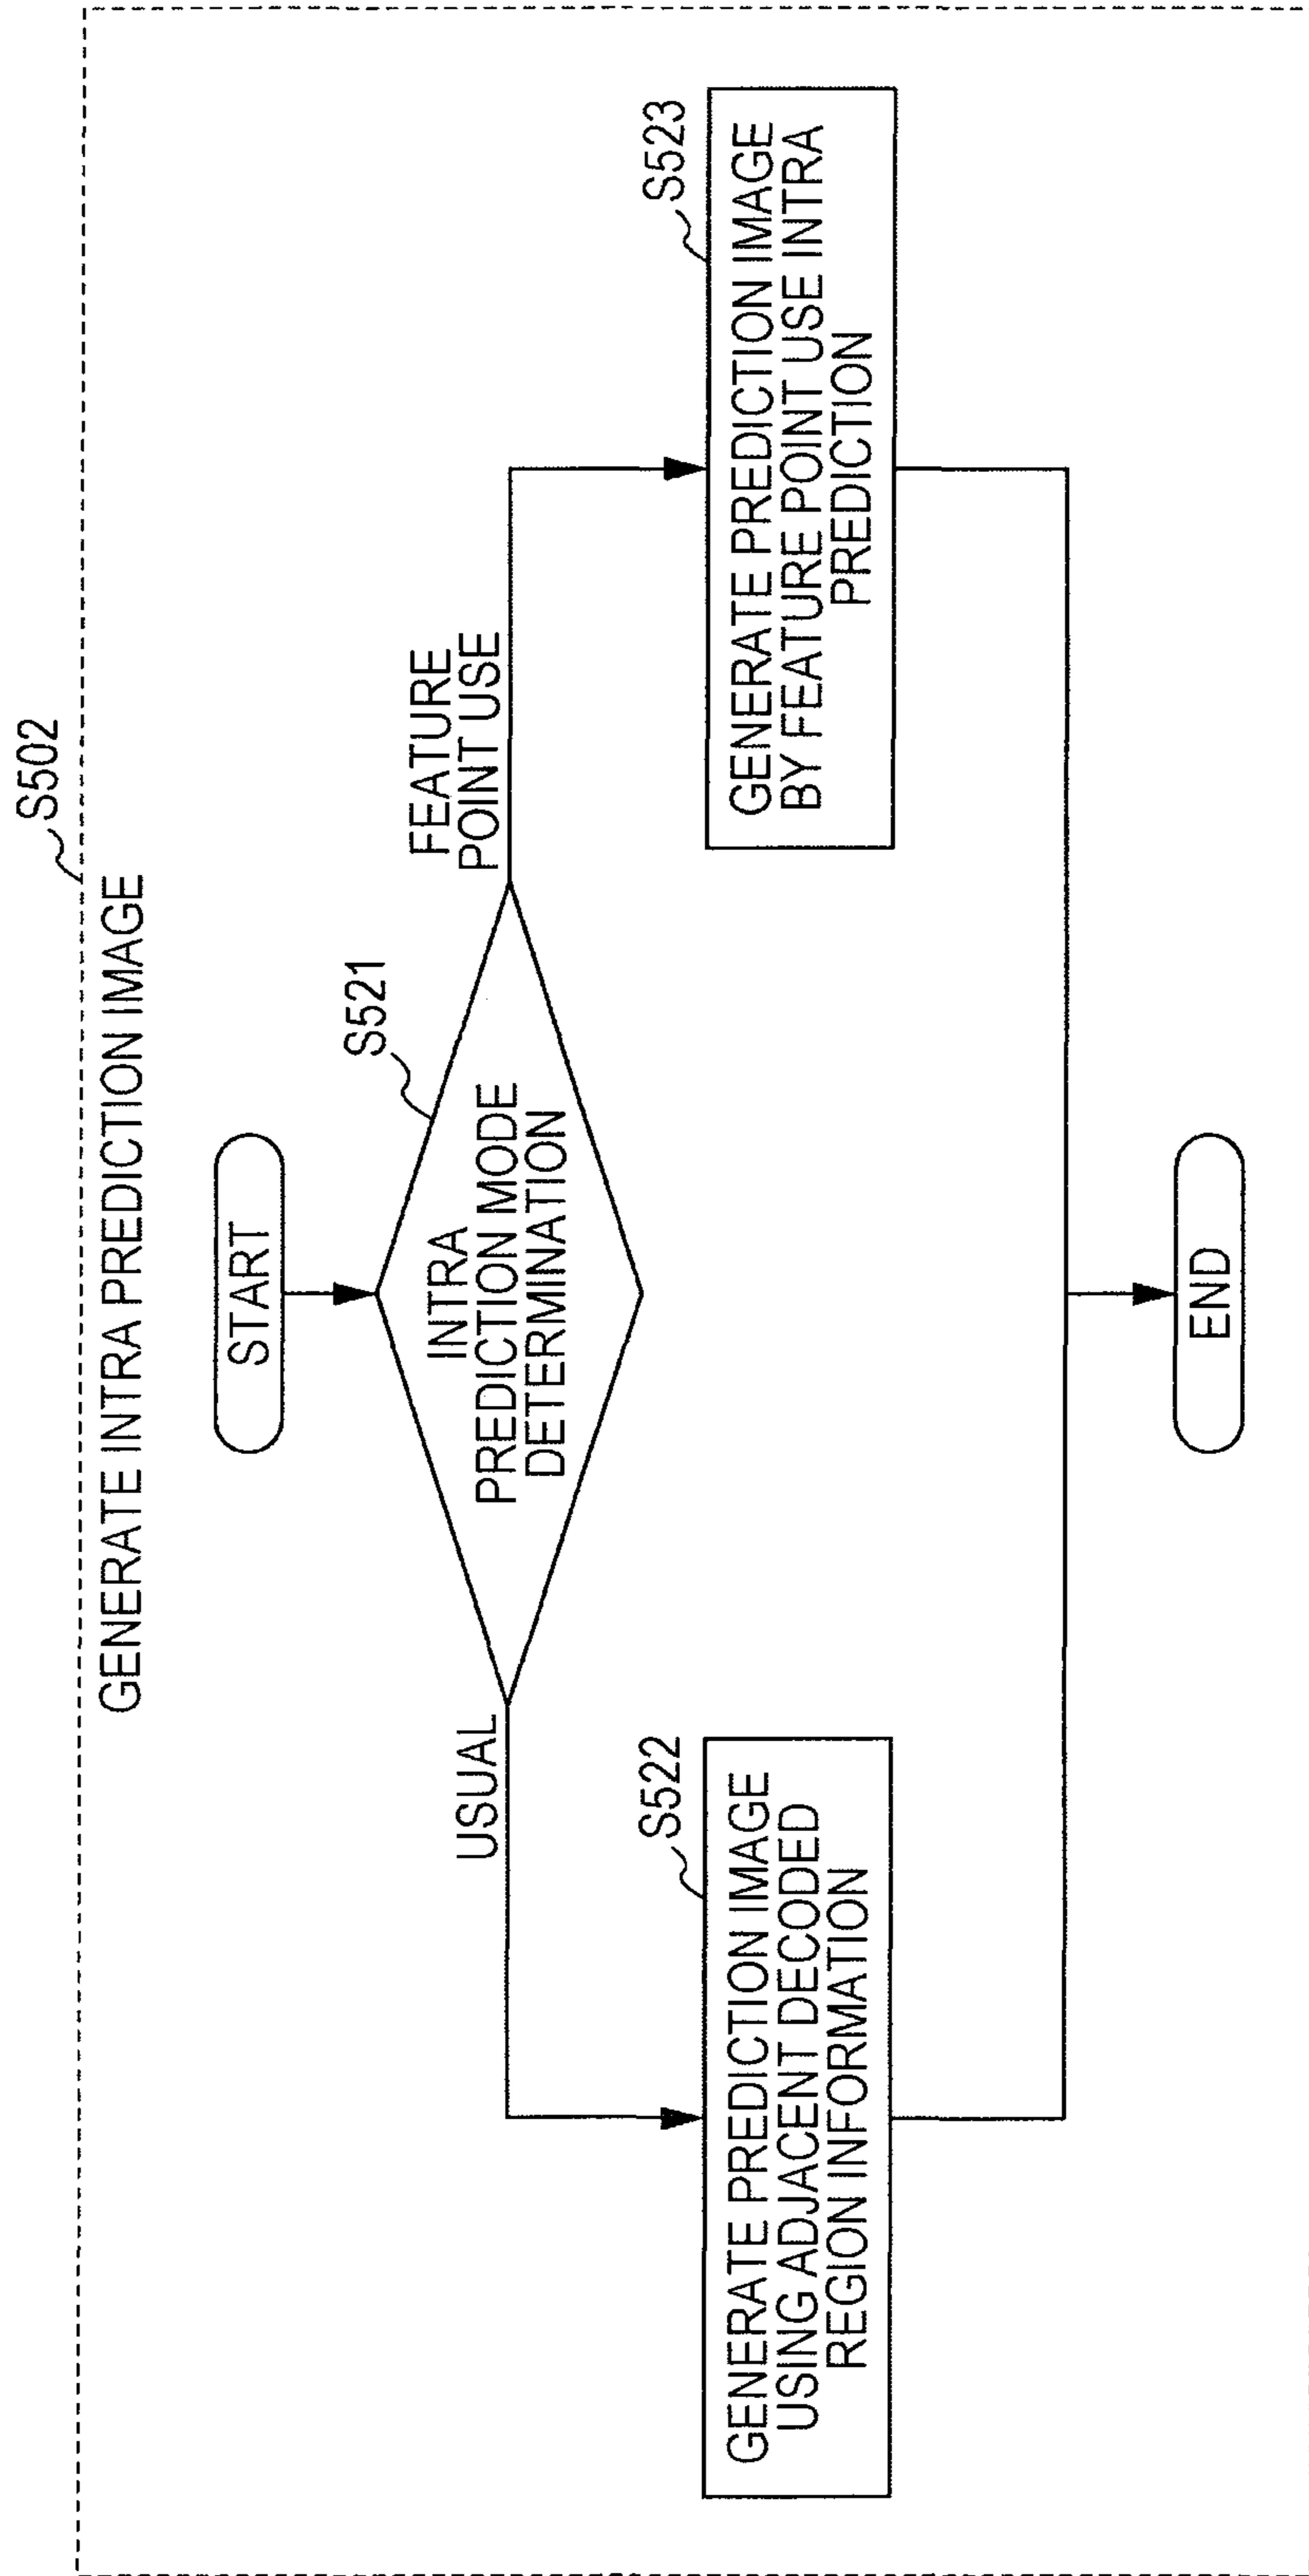 S502
GENERATE INTRA PREDICTION IMAGE
START
S521
INTRA
PREDICTION MODE
DETERMINATION
USUAL
FEATURE
POINT USE
S522
GENERATE PREDICTION IMAGE
USING ADJACENT DECODED
REGION INFORMATION
S523
GENERATE PREDICTION IMAGE
BY FEATURE POINT USE INTRA
PREDICTION
END